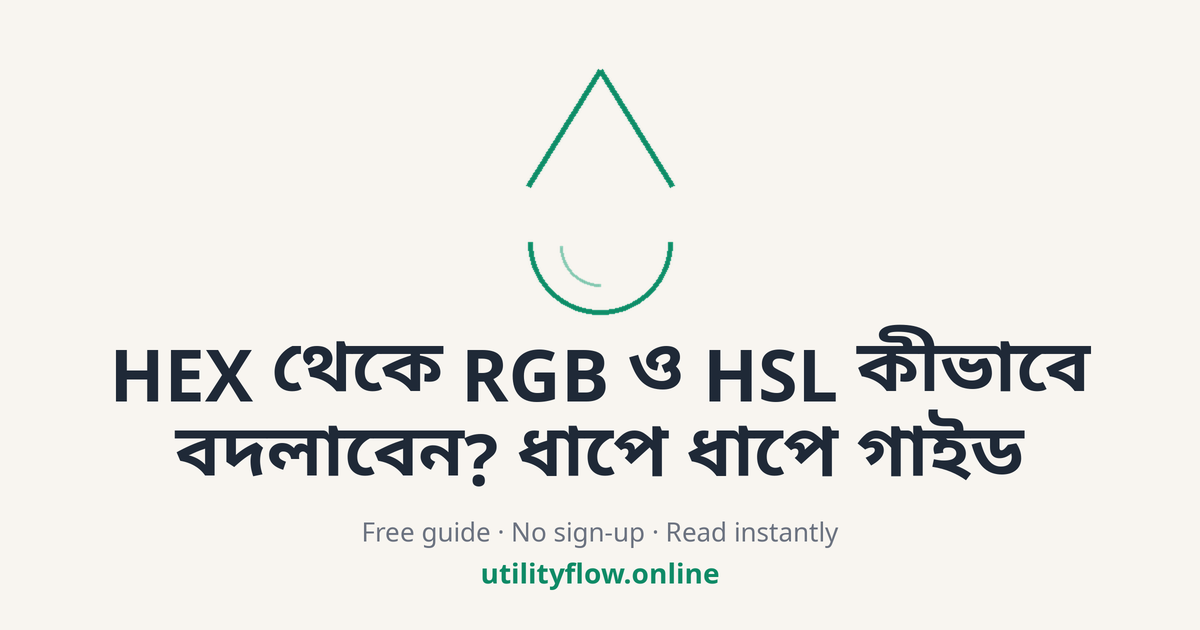 HEX থেকে RGB ও HSL কীভাবে
বদলাবেন? ধাপে ধাপে গাইড
Free guide · No sign-up · Read instantly
utilityflow.online